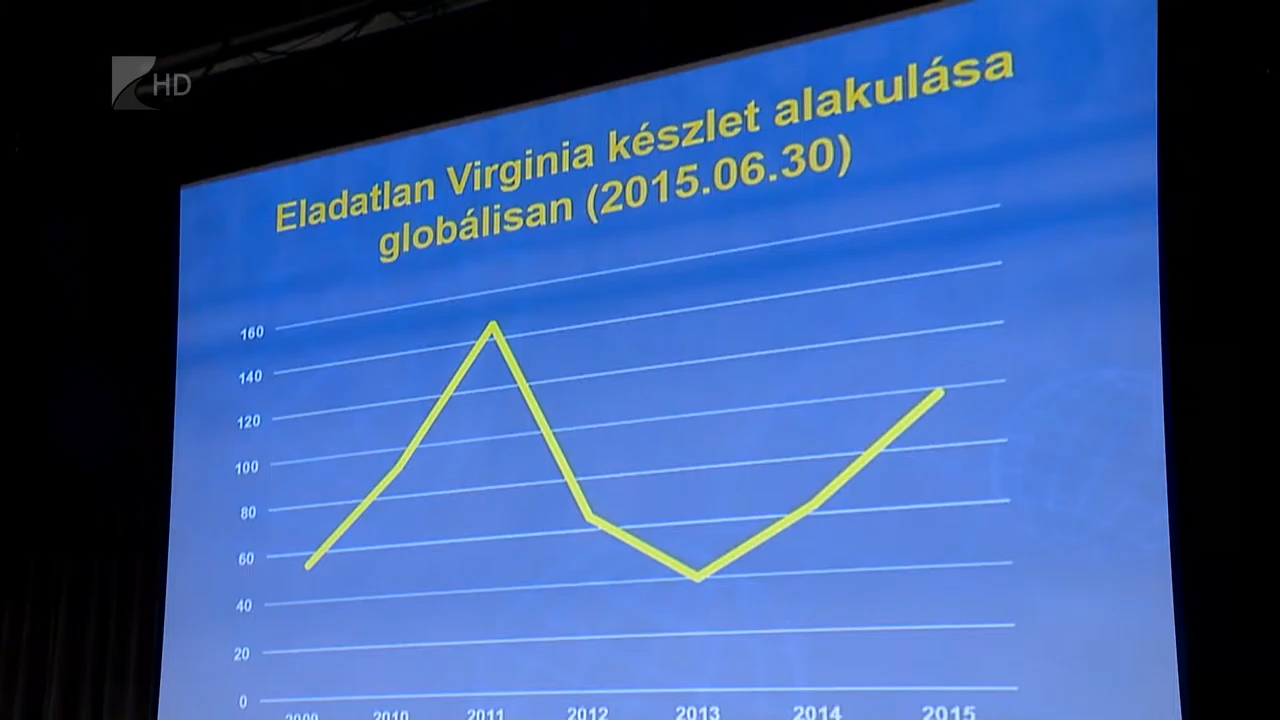 HD
Eladatlan Virginia készlet alakulása
globálisan (2015.06.30)
160
140
120
100
80
60
40
20
0
2009 2010 2011 2012 2013 2014 2015